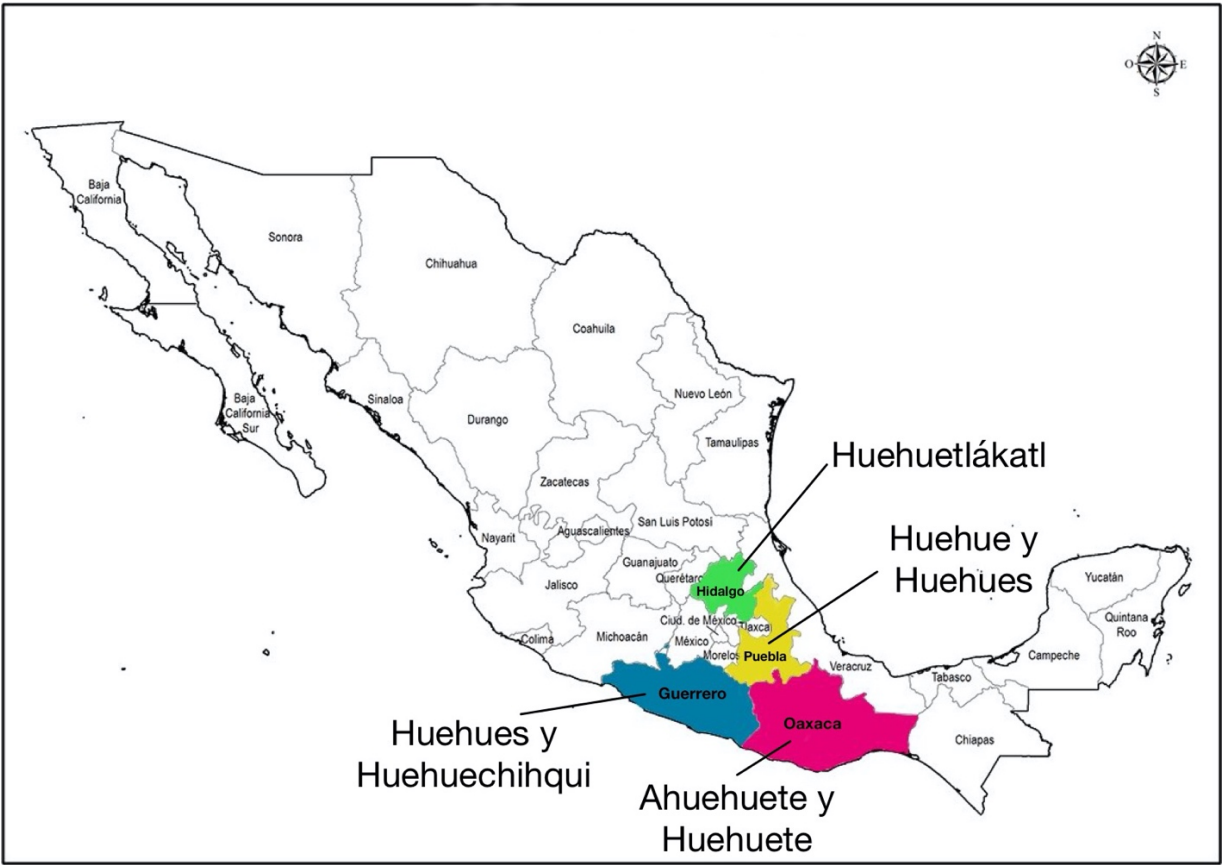 N
O E
S
Baja
California
Sonora
Chihuahua
Coahuila
Baja
California
Sur
Sinaloa
Durango
Nuevo León
Tamaulipas
Huehuetlákatl
Zacatecas
San Luis Potosí
Aguascalientes
Nayarit
Huehue y
Huehues
Guanajuato
Querétaro
Hidalgo
Jalisco
Yucatán
Quintana
Roo
Ciud. de México
Tlaxcal
Colima
Michoacán
México
Morelos
Puebla
Veracruz
Campeche
Tabasco
Guerrero
Oaxaca
Chiapas
Huehues y
Huehuechihqui
Ahuehuete y
Huehuete